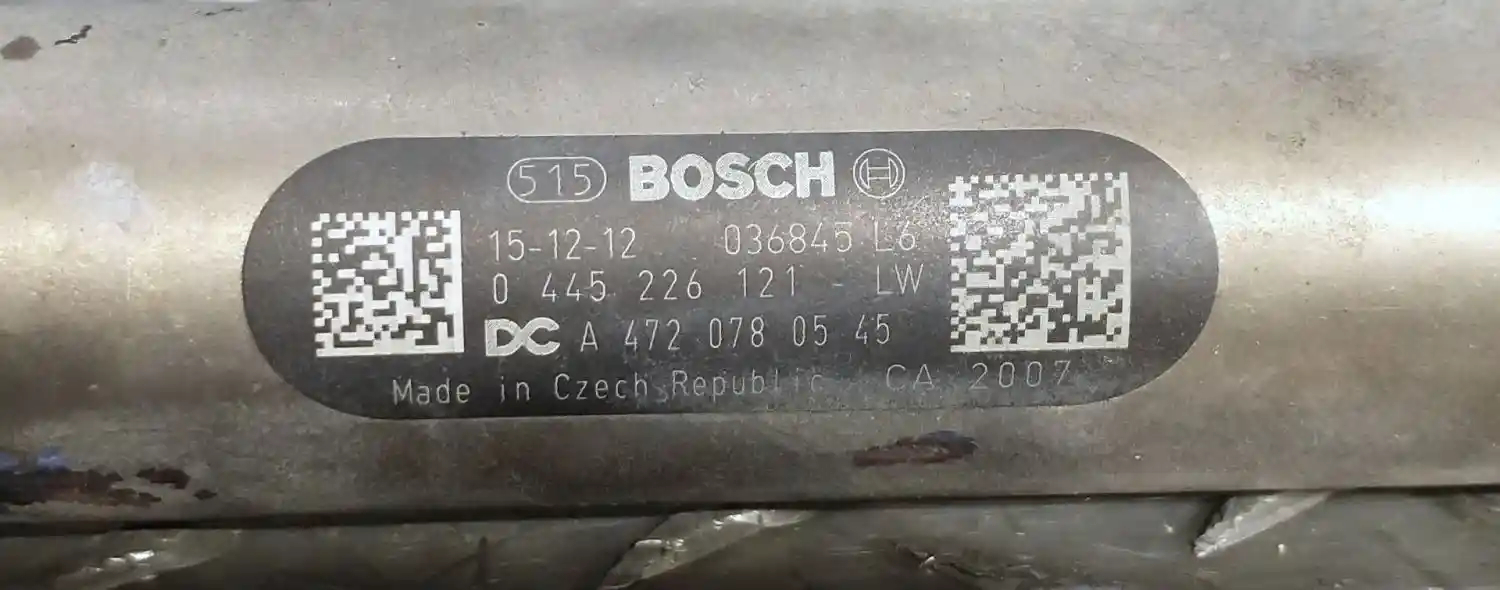 515 BOSCH
15-12-12 036845 L6
0 445 226 121 - LW
DC A 472 078 05 45
Made in Czech Republic CA 2007